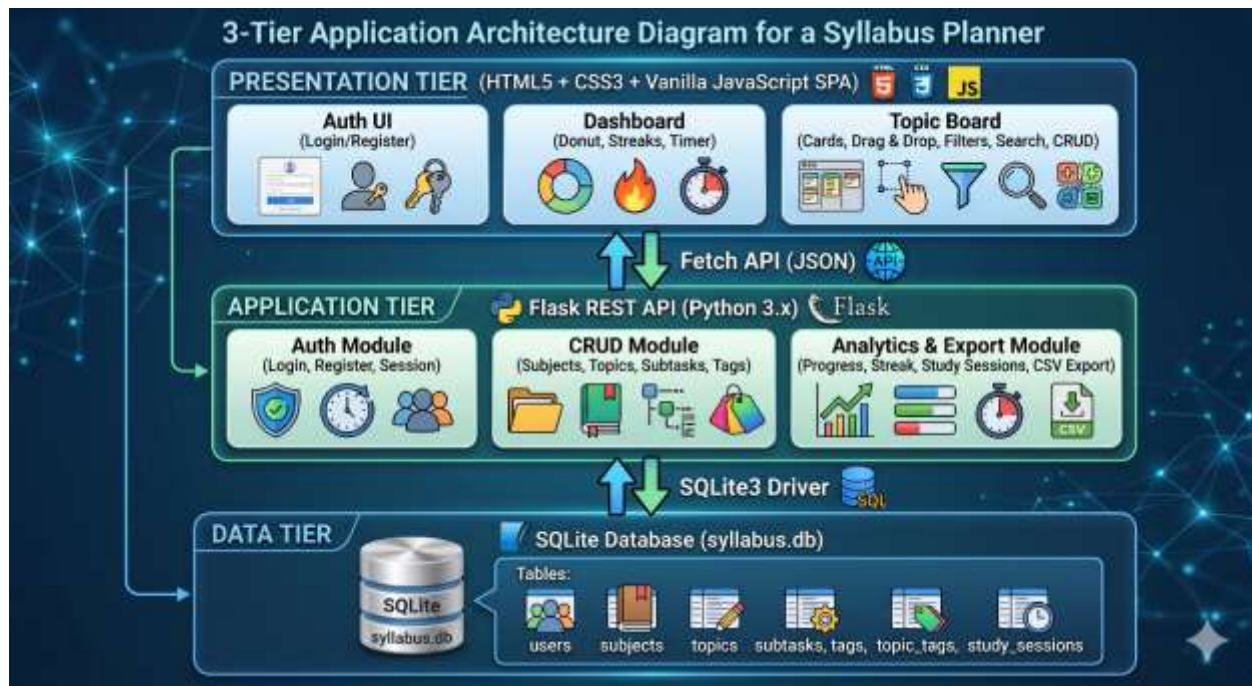 3-Tier Application Architecture Diagram for a Syllabus Planner
PRESENTATION TIER (HTML5 + CSS3 + Vanilla JavaScript SPA) HTML 5 CSS 3 JS
Auth UI
(Login/Register)
Dashboard
(Donut, Streaks, Timer)
Topic Board
(Cards, Drag & Drop, Filters, Search, CRUD)
Fetch API (JSON) API
APPLICATION TIER
Flask REST API (Python 3.x) Flask
Auth Module
(Login, Register, Session)
CRUD Module
(Subjects, Topics, Subtasks, Tags)
Analytics & Export Module
(Progress, Streak, Study Sessions, CSV Export)
CSV
SQLite3 Driver SQL
DATA TIER
SQLite Database (syllabus.db)
SQLite
syllabus.db
Tables:
users
subjects
topics
subtasks, tags,
topic_tags,
study_sessions